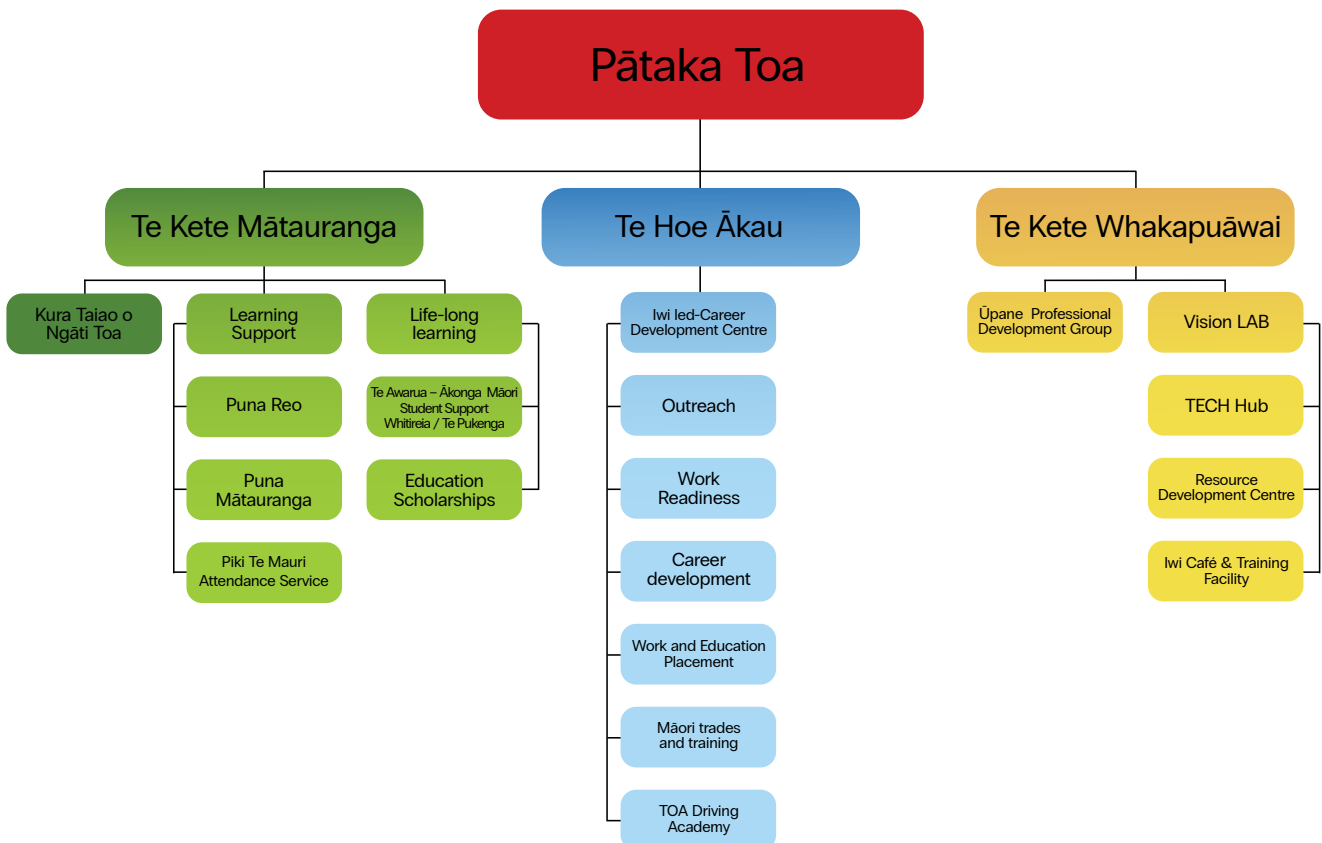 Pātaka Toa
Te Kete Mātauranga
Te Hoe Ākau
Te Kete Whakapuāwai
Kura Taiao o
Ngāti Toa
Learning
Support
Life-long
learning
Iwi led-Career
Development Centre
Ūpane Professional
Development Group
Vision LAB
Puna Reo
Te Awarua – Ākonga Māori
Student Support
Whitireia / Te Pukenga
Outreach
TECH Hub
Puna
Mātauranga
Education
Scholarships
Work
Readiness
Resource
Development Centre
Piki Te Mauri
Attendance Service
Career
development
Iwi Café & Training
Facility
Work and Education
Placement
Māori trades
and training
TOA Driving
Academy